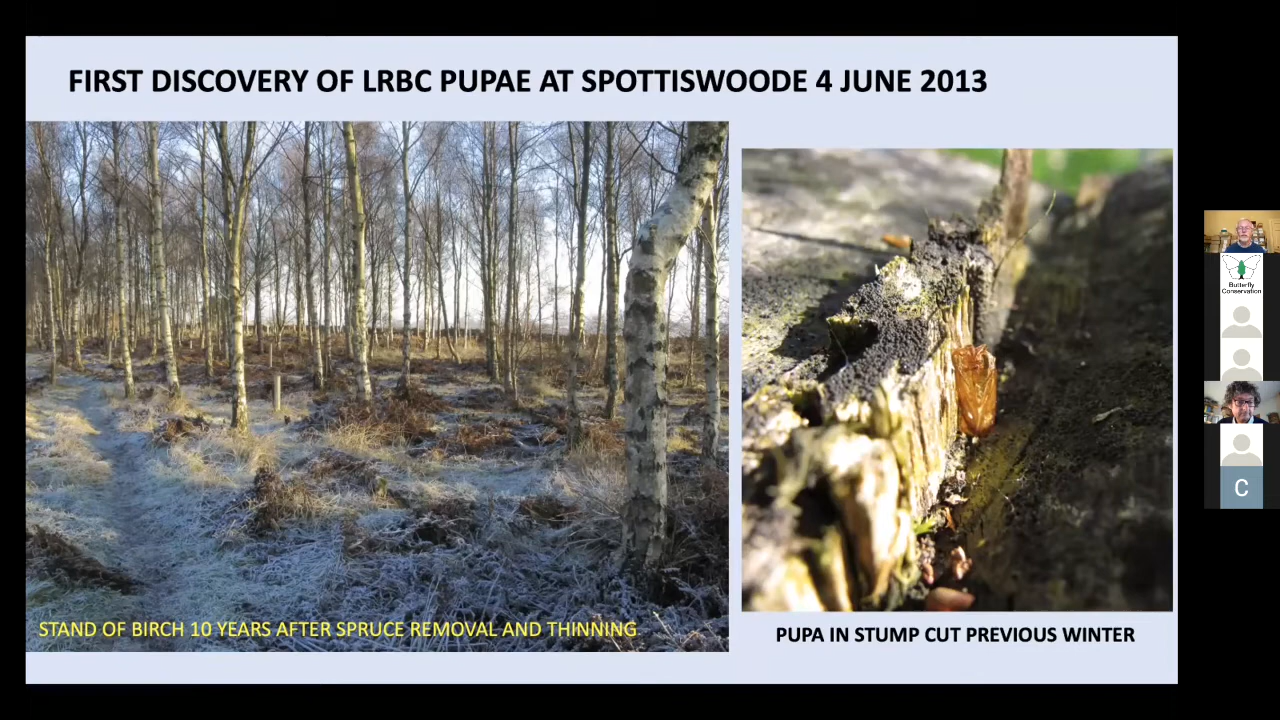 FIRST DISCOVERY OF LRBC PUPAE AT SPOTTISWOODE 4 JUNE 2013
STAND OF BIRCH 10 YEARS AFTER SPRUCE REMOVAL AND THINNING
PUPA IN STUMP CUT PREVIOUS WINTER
Butterfly
Conservation
C